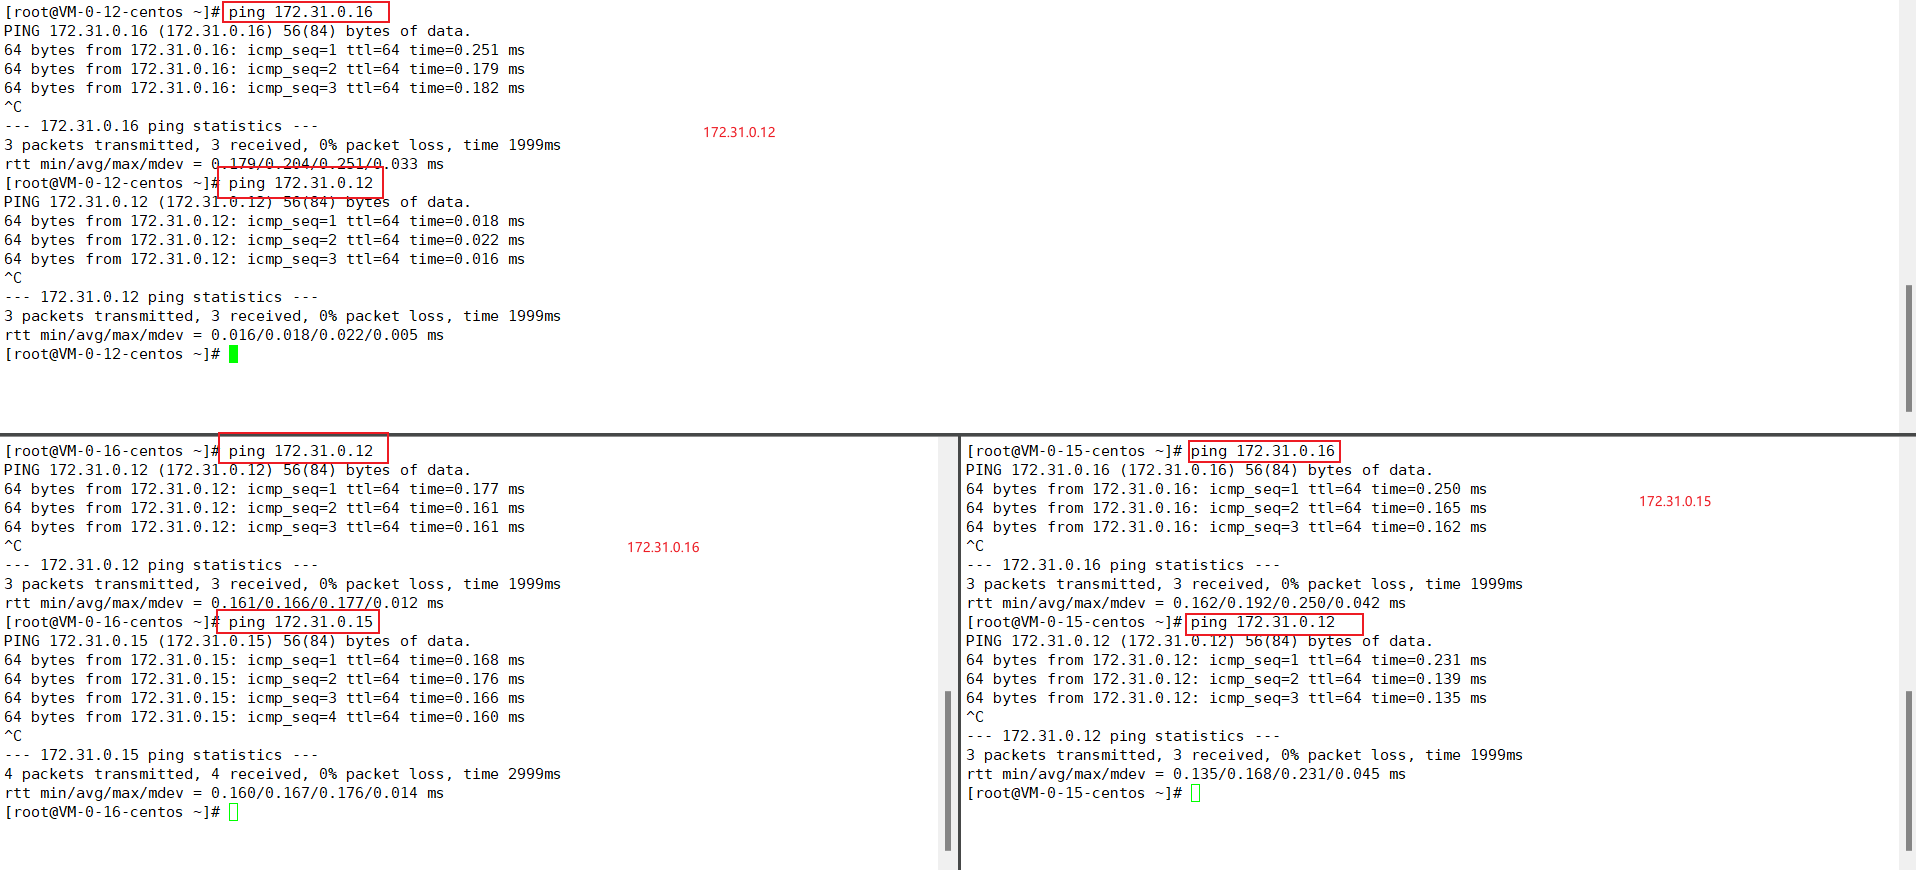 [root@VM-0-12-centos ~]# ping 172.31.0.16
PING 172.31.0.16 (172.31.0.16) 56(84) bytes of data.
64 bytes from 172.31.0.16: icmp_seq=1 ttl=64 time=0.251 ms
64 bytes from 172.31.0.16: icmp_seq=2 ttl=64 time=0.179 ms
64 bytes from 172.31.0.16: icmp_seq=3 ttl=64 time=0.182 ms
^C
--- 172.31.0.16 ping statistics ---
3 packets transmitted, 3 received, 0% packet loss, time 1999ms
rtt min/avg/max/mdev = 0.179/0.204/0.251/0.033 ms
[root@VM-0-12-centos ~]# ping 172.31.0.12
PING 172.31.0.12 (172.31.0.12) 56(84) bytes of data.
64 bytes from 172.31.0.12: icmp_seq=1 ttl=64 time=0.018 ms
64 bytes from 172.31.0.12: icmp_seq=2 ttl=64 time=0.022 ms
64 bytes from 172.31.0.12: icmp_seq=3 ttl=64 time=0.016 ms
^C
--- 172.31.0.12 ping statistics ---
3 packets transmitted, 3 received, 0% packet loss, time 1999ms
rtt min/avg/max/mdev = 0.016/0.018/0.022/0.005 ms
[root@VM-0-12-centos ~]#
172.31.0.12
[root@VM-0-16-centos ~]# ping 172.31.0.12
PING 172.31.0.12 (172.31.0.12) 56(84) bytes of data.
64 bytes from 172.31.0.12: icmp_seq=1 ttl=64 time=0.177 ms
64 bytes from 172.31.0.12: icmp_seq=2 ttl=64 time=0.161 ms
64 bytes from 172.31.0.12: icmp_seq=3 ttl=64 time=0.161 ms
^C
--- 172.31.0.12 ping statistics ---
3 packets transmitted, 3 received, 0% packet loss, time 1999ms
rtt min/avg/max/mdev = 0.161/0.166/0.177/0.012 ms
[root@VM-0-16-centos ~]# ping 172.31.0.15
PING 172.31.0.15 (172.31.0.15) 56(84) bytes of data.
64 bytes from 172.31.0.15: icmp_seq=1 ttl=64 time=0.168 ms
64 bytes from 172.31.0.15: icmp_seq=2 ttl=64 time=0.176 ms
64 bytes from 172.31.0.15: icmp_seq=3 ttl=64 time=0.166 ms
64 bytes from 172.31.0.15: icmp_seq=4 ttl=64 time=0.160 ms
^C
--- 172.31.0.15 ping statistics ---
4 packets transmitted, 4 received, 0% packet loss, time 2999ms
rtt min/avg/max/mdev = 0.160/0.167/0.176/0.014 ms
[root@VM-0-16-centos ~]#
172.31.0.16
[root@VM-0-15-centos ~]# ping 172.31.0.16
PING 172.31.0.16 (172.31.0.16) 56(84) bytes of data.
64 bytes from 172.31.0.16: icmp_seq=1 ttl=64 time=0.250 ms
64 bytes from 172.31.0.16: icmp_seq=2 ttl=64 time=0.165 ms
64 bytes from 172.31.0.16: icmp_seq=3 ttl=64 time=0.162 ms
^C
--- 172.31.0.16 ping statistics ---
3 packets transmitted, 3 received, 0% packet loss, time 1999ms
rtt min/avg/max/mdev = 0.162/0.192/0.250/0.042 ms
[root@VM-0-15-centos ~]# ping 172.31.0.12
PING 172.31.0.12 (172.31.0.12) 56(84) bytes of data.
64 bytes from 172.31.0.12: icmp_seq=1 ttl=64 time=0.231 ms
64 bytes from 172.31.0.12: icmp_seq=2 ttl=64 time=0.139 ms
64 bytes from 172.31.0.12: icmp_seq=3 ttl=64 time=0.135 ms
^C
--- 172.31.0.12 ping statistics ---
3 packets transmitted, 3 received, 0% packet loss, time 1999ms
rtt min/avg/max/mdev = 0.135/0.168/0.231/0.045 ms
[root@VM-0-15-centos ~]#
172.31.0.15